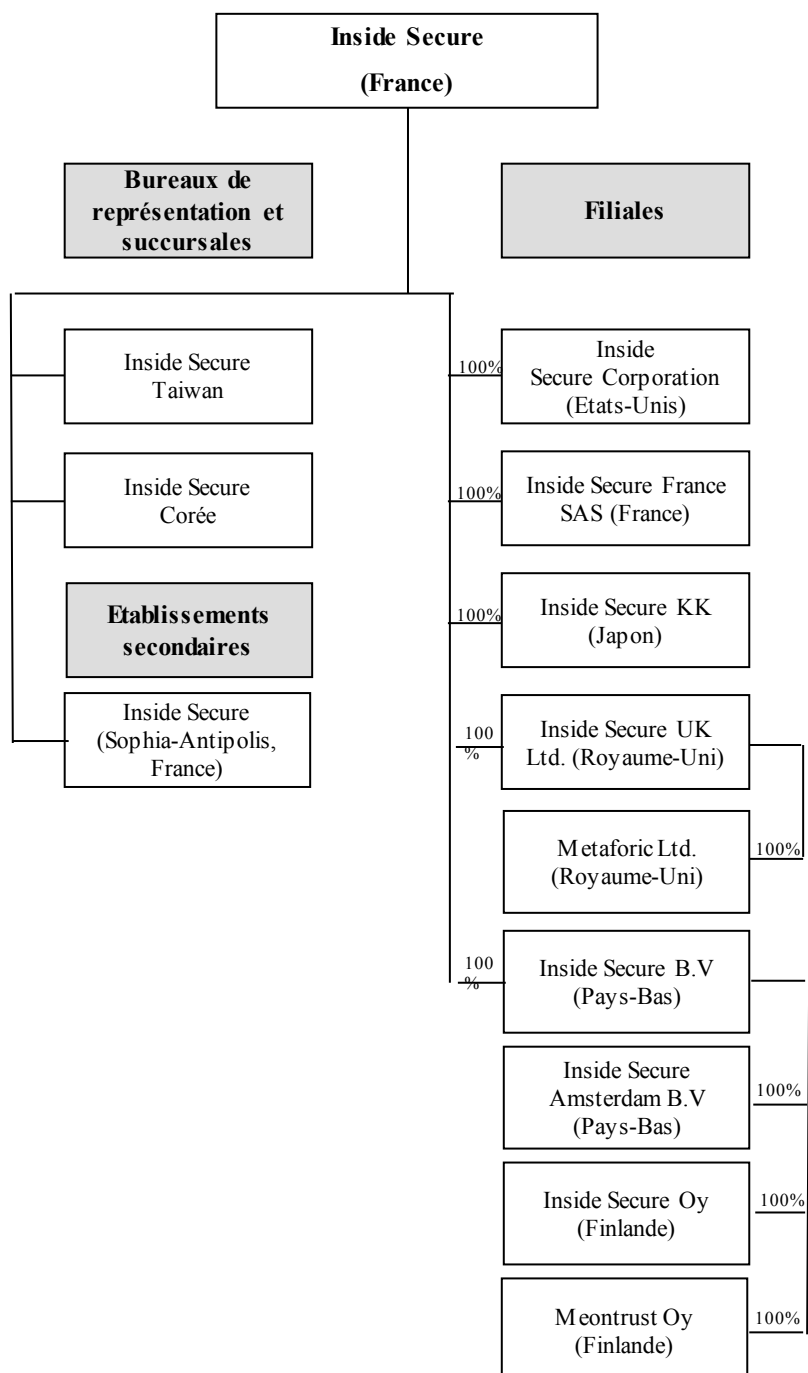 Inside Secure
(France)
Bureaux de
représentation et
succursales
Filiales
Inside Secure
Taiwan
100%
Inside
Secure Corporation
(Etats-Unis)
Inside Secure
Corée
100%
Inside Secure France
SAS (France)
Etablissements
secondaires
100%
Inside Secure KK
(Japon)
Inside Secure
(Sophia-Antipolis,
France)
100
%
Inside Secure UK
Ltd. (Royaume-Uni)
Metaforic Ltd.
(Royaume-Uni)
100%
100
%
Inside Secure B.V
(Pays-Bas)
Inside Secure
Amsterdam B.V
(Pays-Bas)
100%
Inside Secure Oy
(Finlande)
100%
Meontrust Oy
(Finlande)
100%